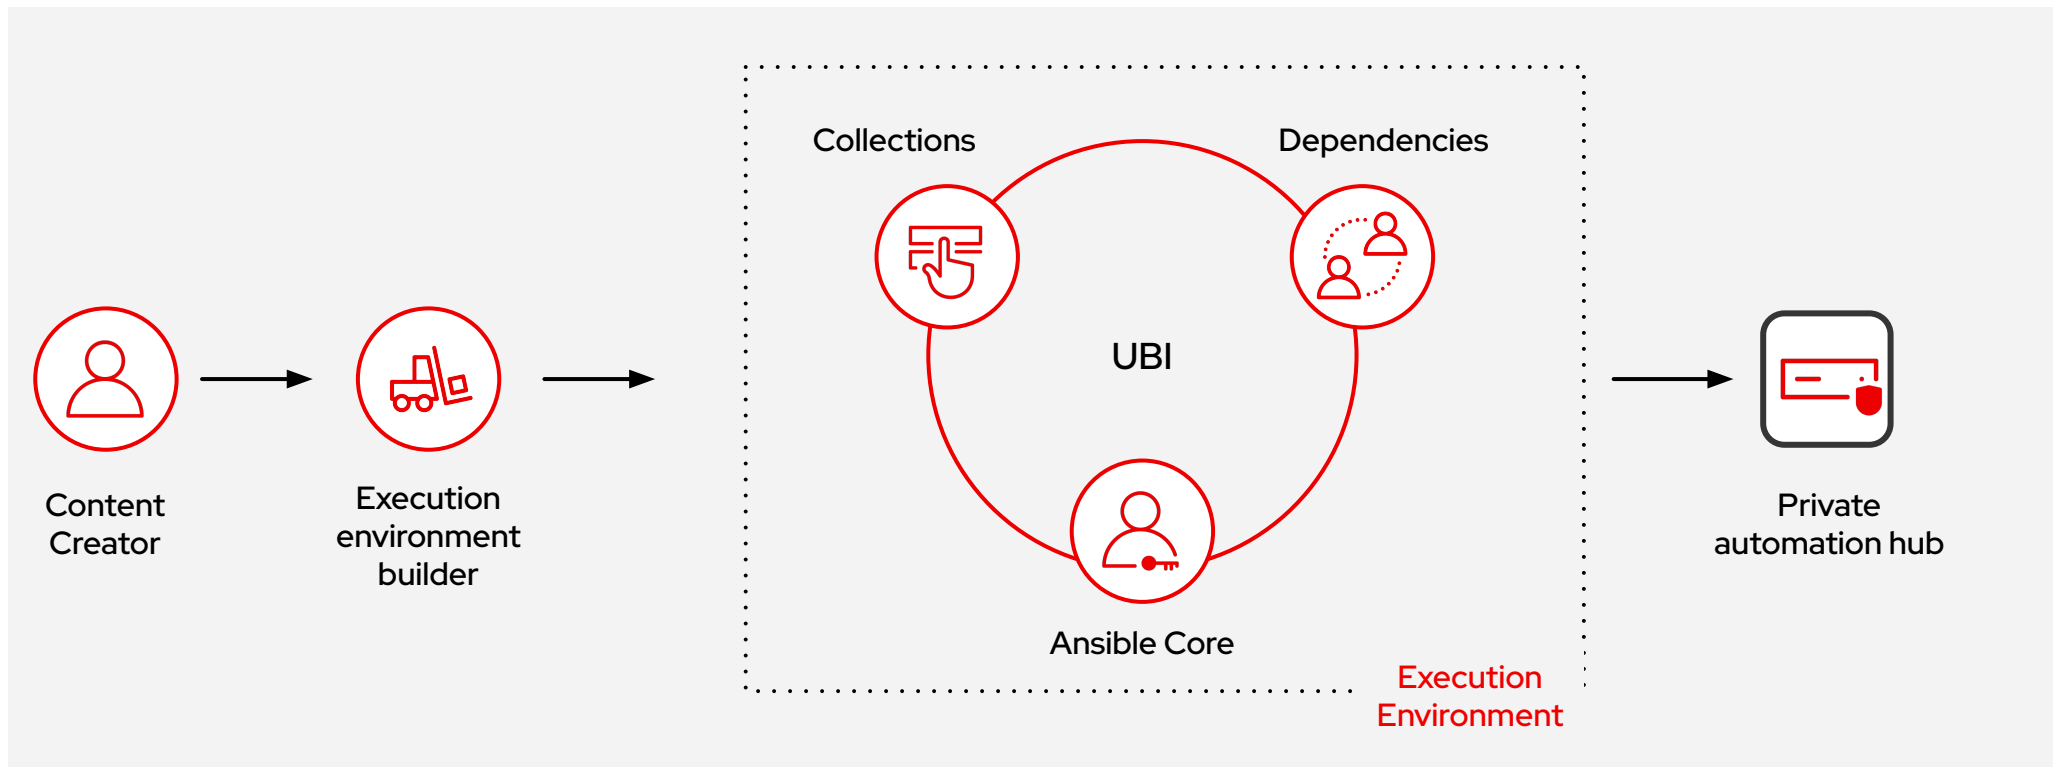 Collections
Dependencies
UBI
Content
Creator
Execution
environment
builder
Ansible Core
Execution
Environment
Private
automation hub